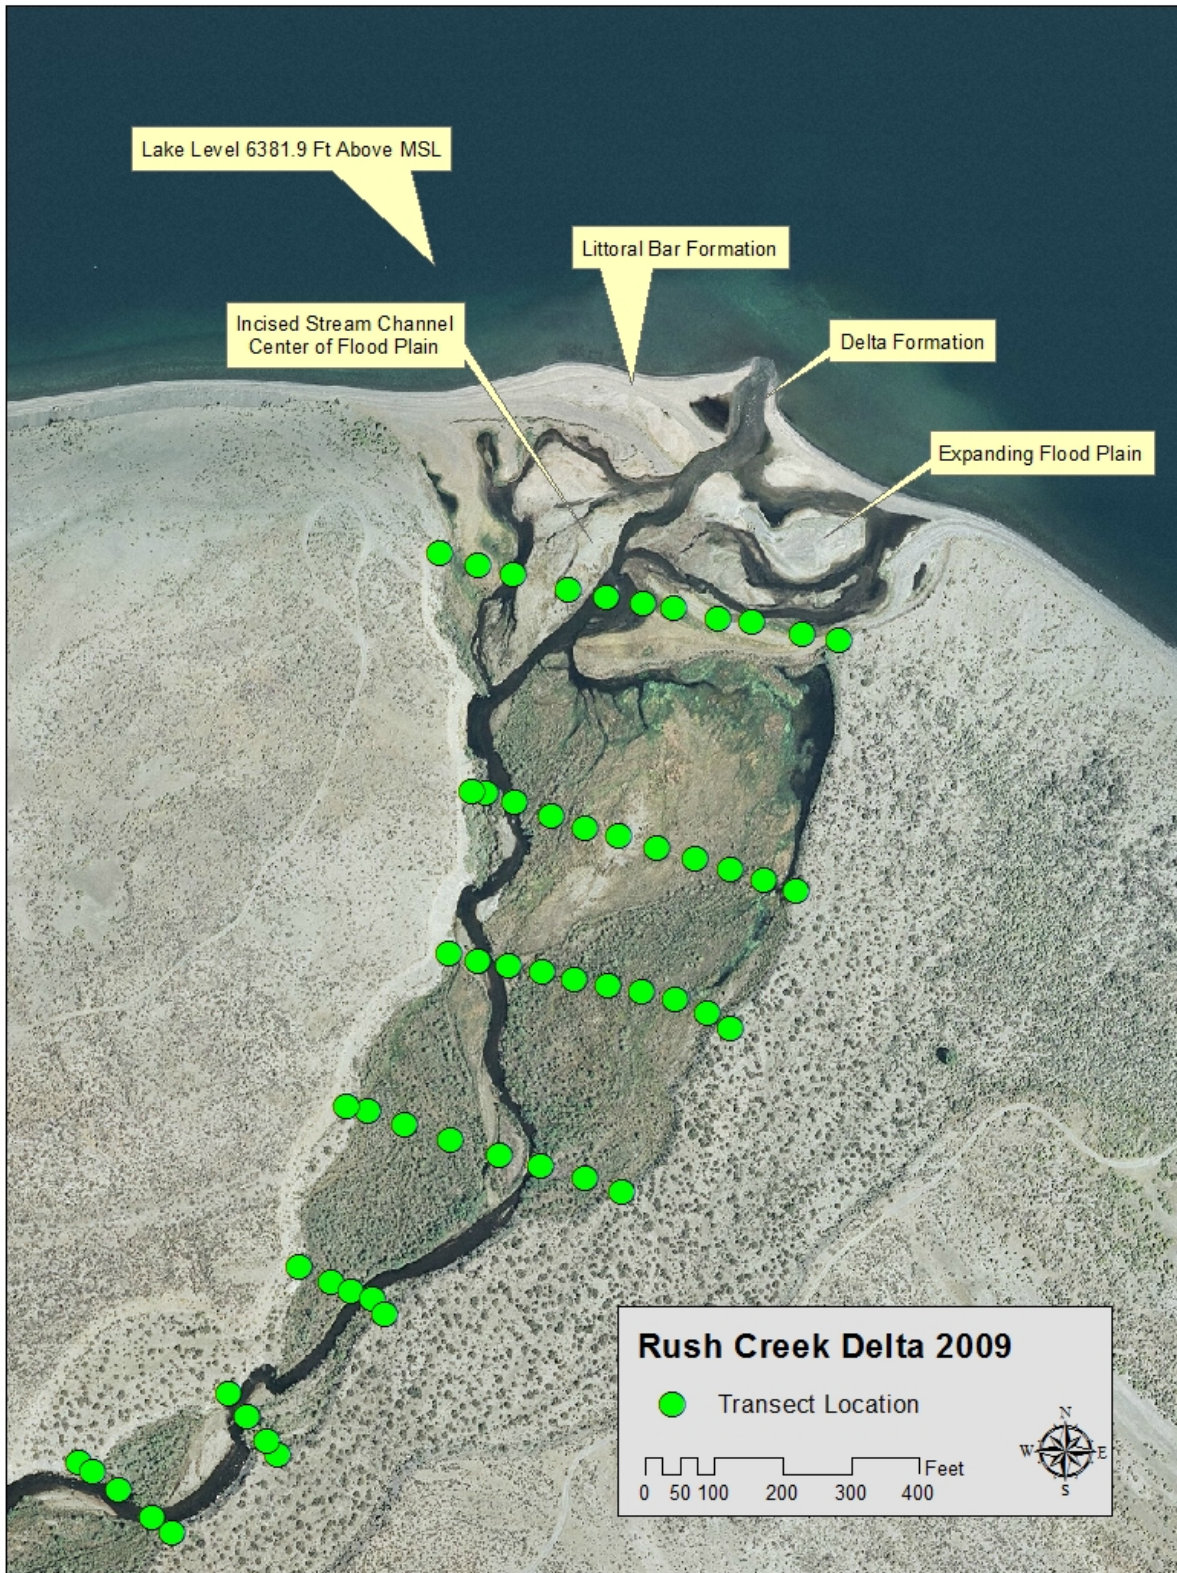 Lake Level 6381.9 Ft Above MSL
Littoral Bar Formation
Incised Stream Channel
Center of Flood Plain
Delta Formation
Expanding Flood Plain
Rush Creek Delta 2009
Transect Location
N
W E
S
Feet
0 50 100 200 300 400